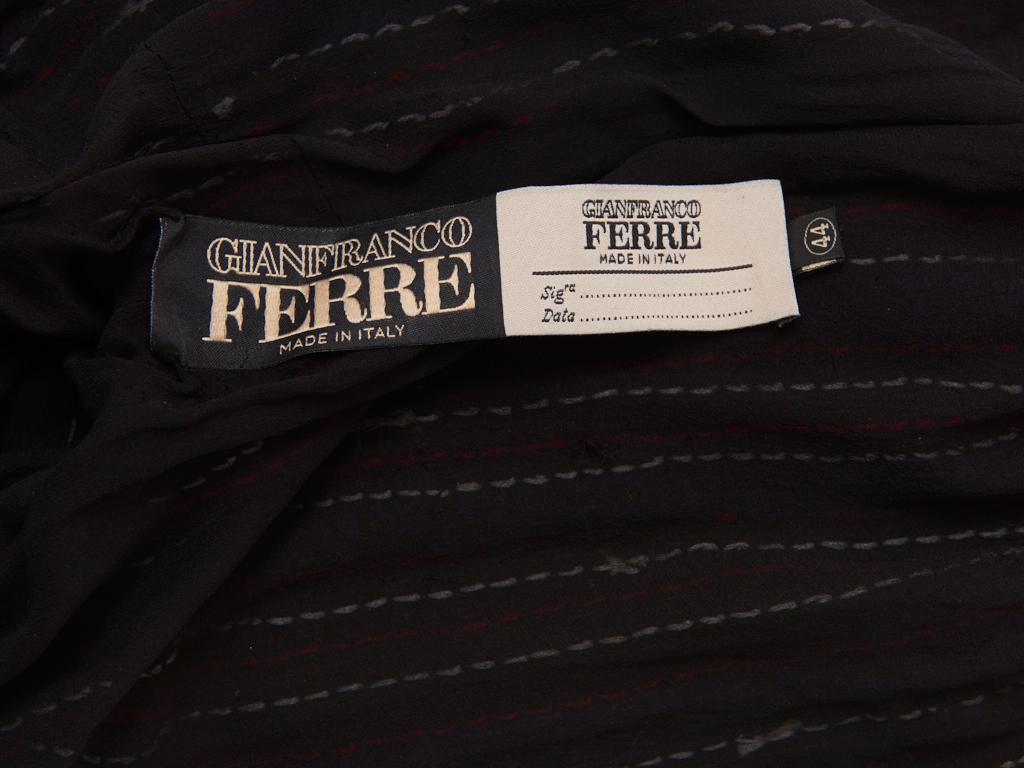 GIANFRANCO
FERRE
MADE IN ITALY
GIANFRANCO
FERRE
MADE IN ITALY
Sig.ra
Data
44